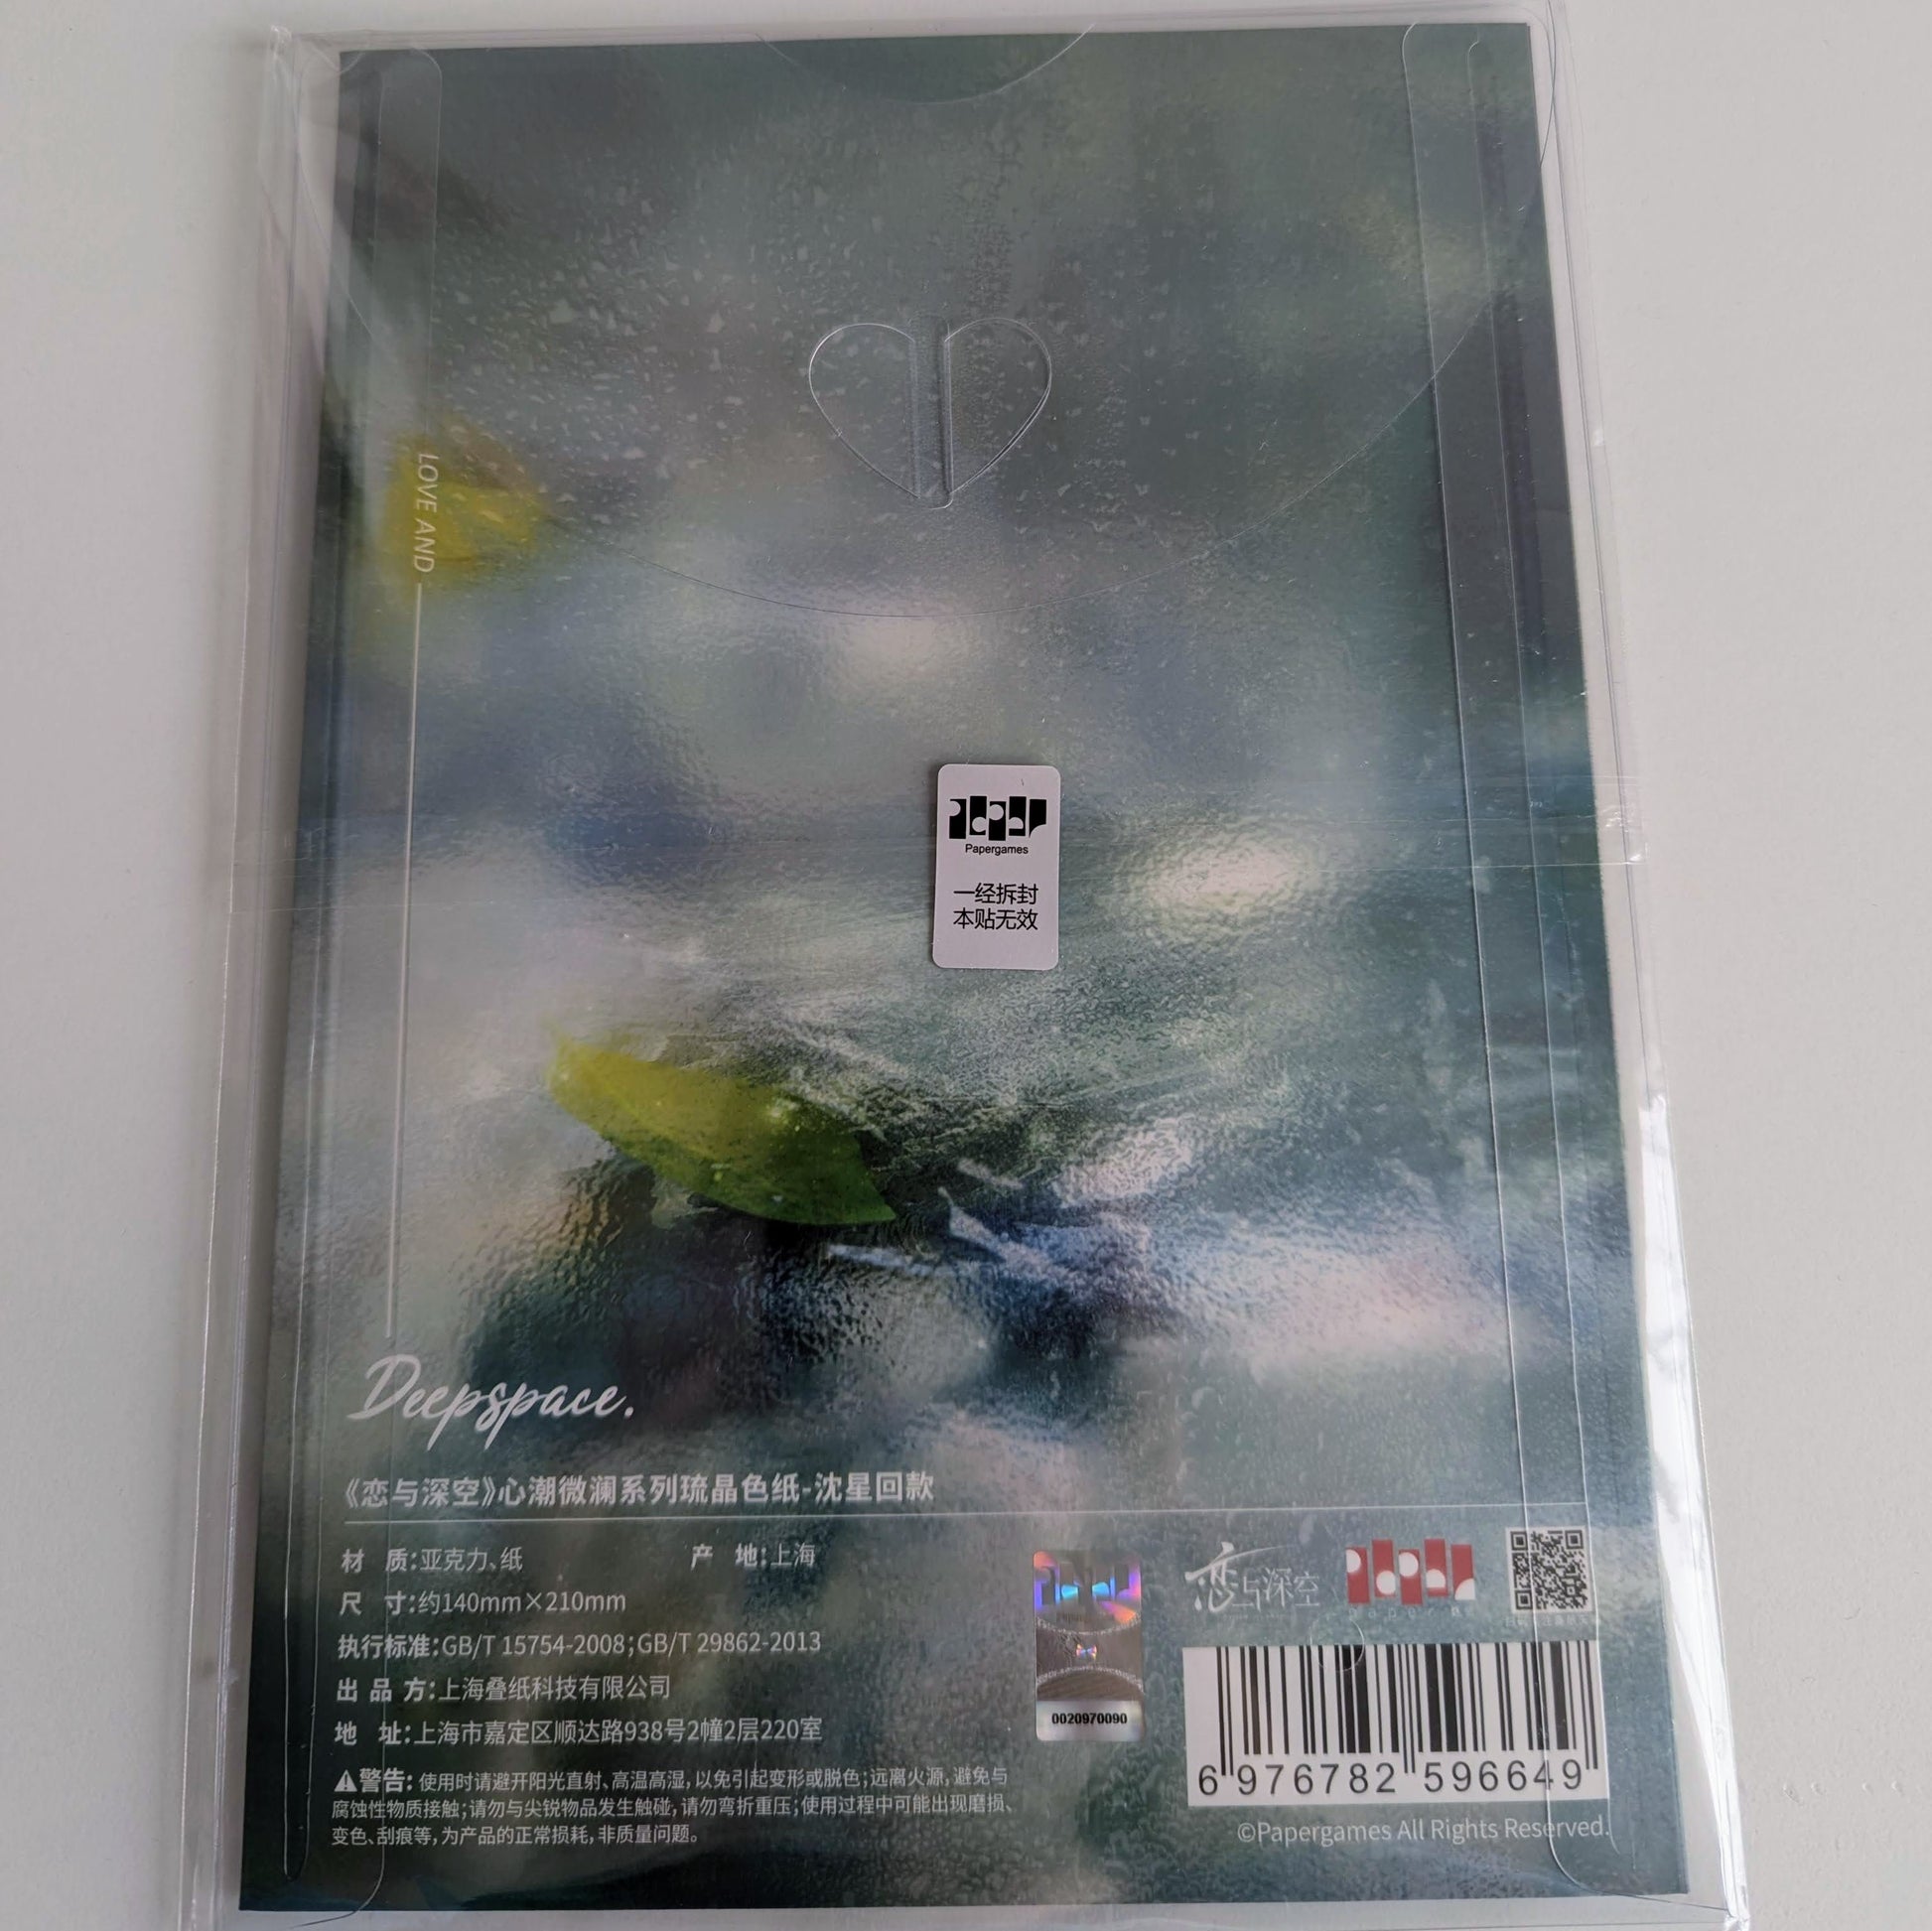 LOVE AND
Papergames
一经拆封
本贴无效
Deepspace.
《恋与深空》心潮微澜系列琉晶色纸-沈星回款
材 质:亚克力、纸 产 地:上海
尺 寸:约140mm×210mm
执行标准:GB/T 15754-2008;GB/T 29862-2013
出 品 方:上海叠纸科技有限公司
地 址:上海市嘉定区顺达路938号2幢2层220室
⚠警告:使用时请避开阳光直射、高温高湿,以免引起变形或脱色;远离火源,避免与
腐蚀性物质接触;请勿与尖锐物品发生触碰,请勿弯折重压;使用过程中可能出现磨损、
变色、刮痕等,为产品的正常损耗,非质量问题。
0020970090
恋与深空
paper
6 976782 596649
©Papergames All Rights Reserved.